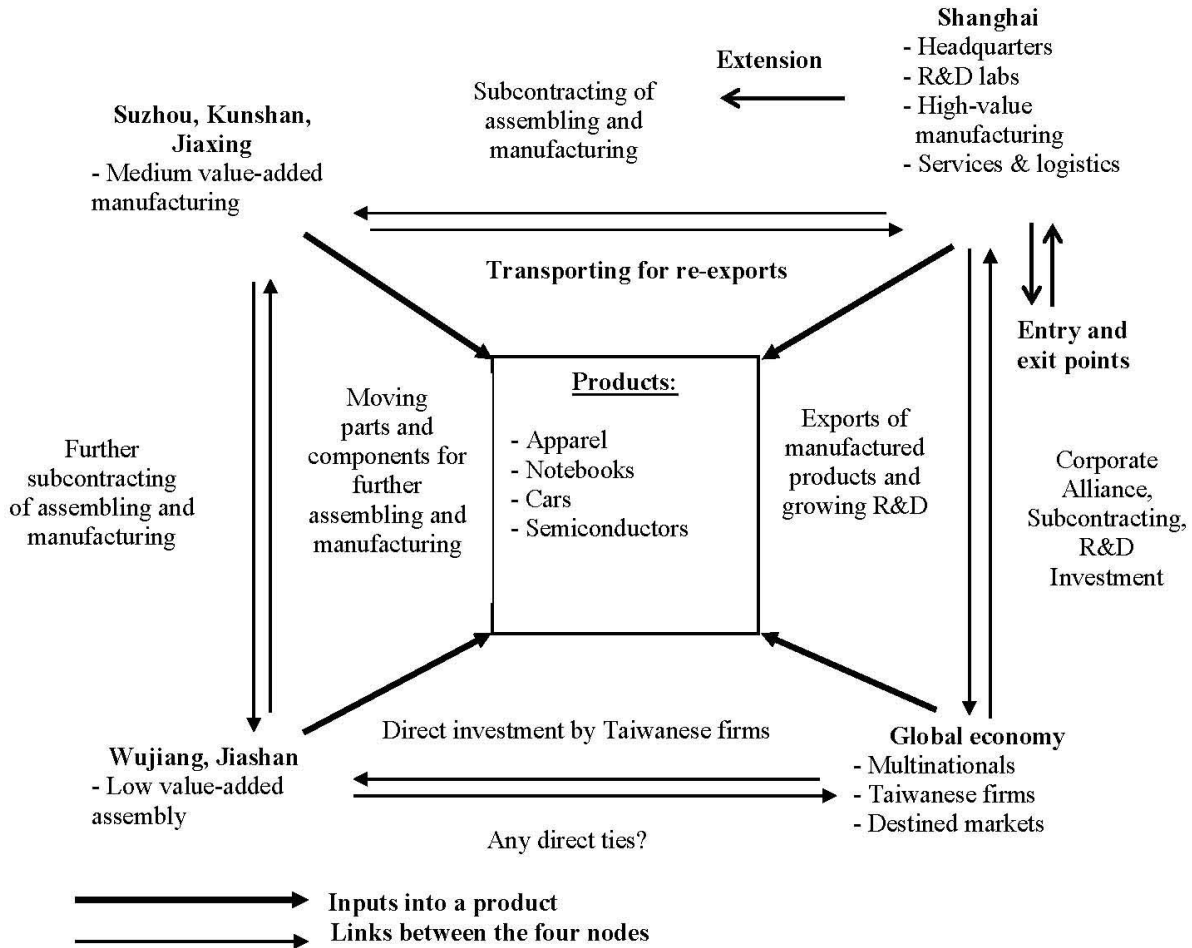 Shanghai
- Headquarters
- R&D labs
- High-value
manufacturing
- Services & logistics
Extension
Subcontracting of
assembling and
manufacturing
Suzhou, Kunshan,
Jiaxing
- Medium value-added
manufacturing
Transporting for re-exports
Entry and
exit points
Products:
- Apparel
- Notebooks
- Cars
- Semiconductors
Moving
parts and
components for
further
assembling and
manufacturing
Exports of
manufactured
products and
growing R&D
Further
subcontracting
of assembling and
manufacturing
Corporate
Alliance,
Subcontracting,
R&D
Investment
Direct investment by Taiwanese firms
Wujiang, Jiashan
- Low value-added
assembly
Global economy
- Multinationals
- Taiwanese firms
- Destined markets
Any direct ties?
Inputs into a product
Links between the four nodes